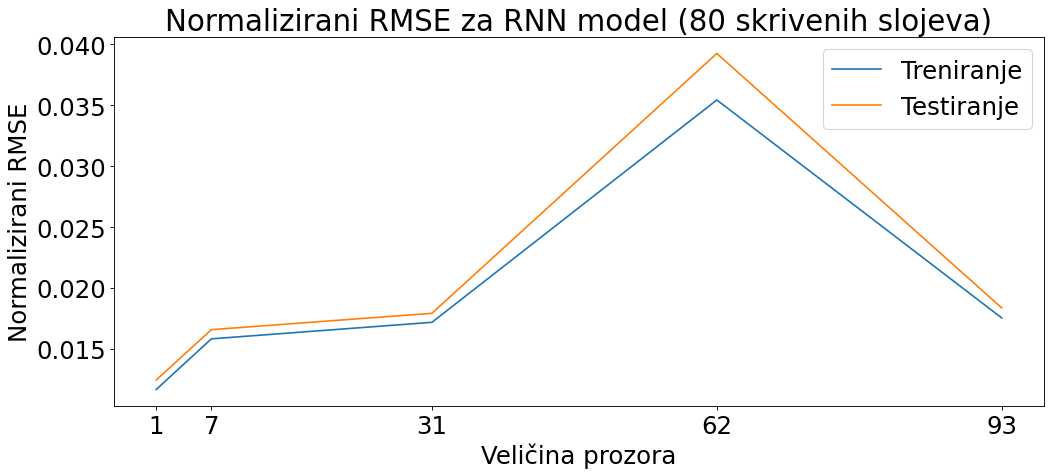 Normalizirani RMSE za RNN model (80 skrivenih slojeva)
Normalizirani RMSE
0.040
0.035
0.030
0.025
0.020
0.015
Treniranje
Testiranje
1 7 31 62 93
Veličina prozora